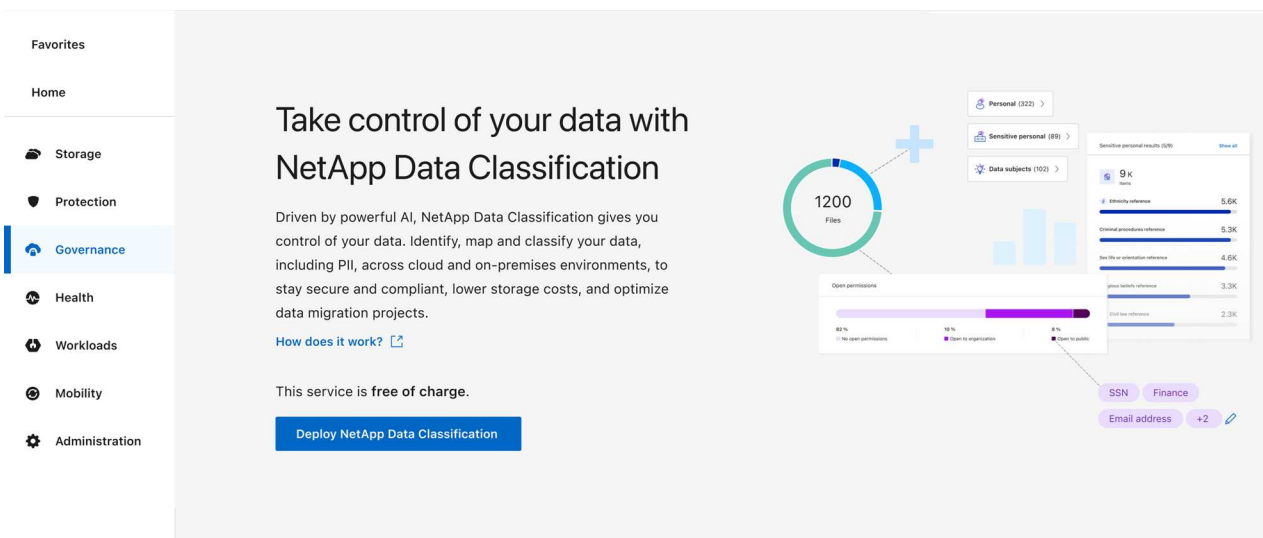 Favorites
Home
Storage
Protection
Governance
Health
Workloads
Mobility
Administration
Take control of your data with
NetApp Data Classification
Driven by powerful AI, NetApp Data Classification gives you
control of your data. Identify, map and classify your data,
including PII, across cloud and on-premises environments, to
stay secure and compliant, lower storage costs, and optimize
data migration projects.
How does it work?
This service is free of charge.
Deploy NetApp Data Classification
Personal (322)
Sensitive personal (89)
Data subjects (102)
1200
Files
Sensitive personal results (5/9) Show all
9 K
items
Ethnicity reference 5.6K
Criminal procedures reference 5.3K
Sex life or orientation reference 4.6K
beliefs reference 3.3K
Civil law reference 2.3K
Open permissions
82 % 10 % 8 %
No open permissions Open to organization Open to public
SSN Finance
Email address +2